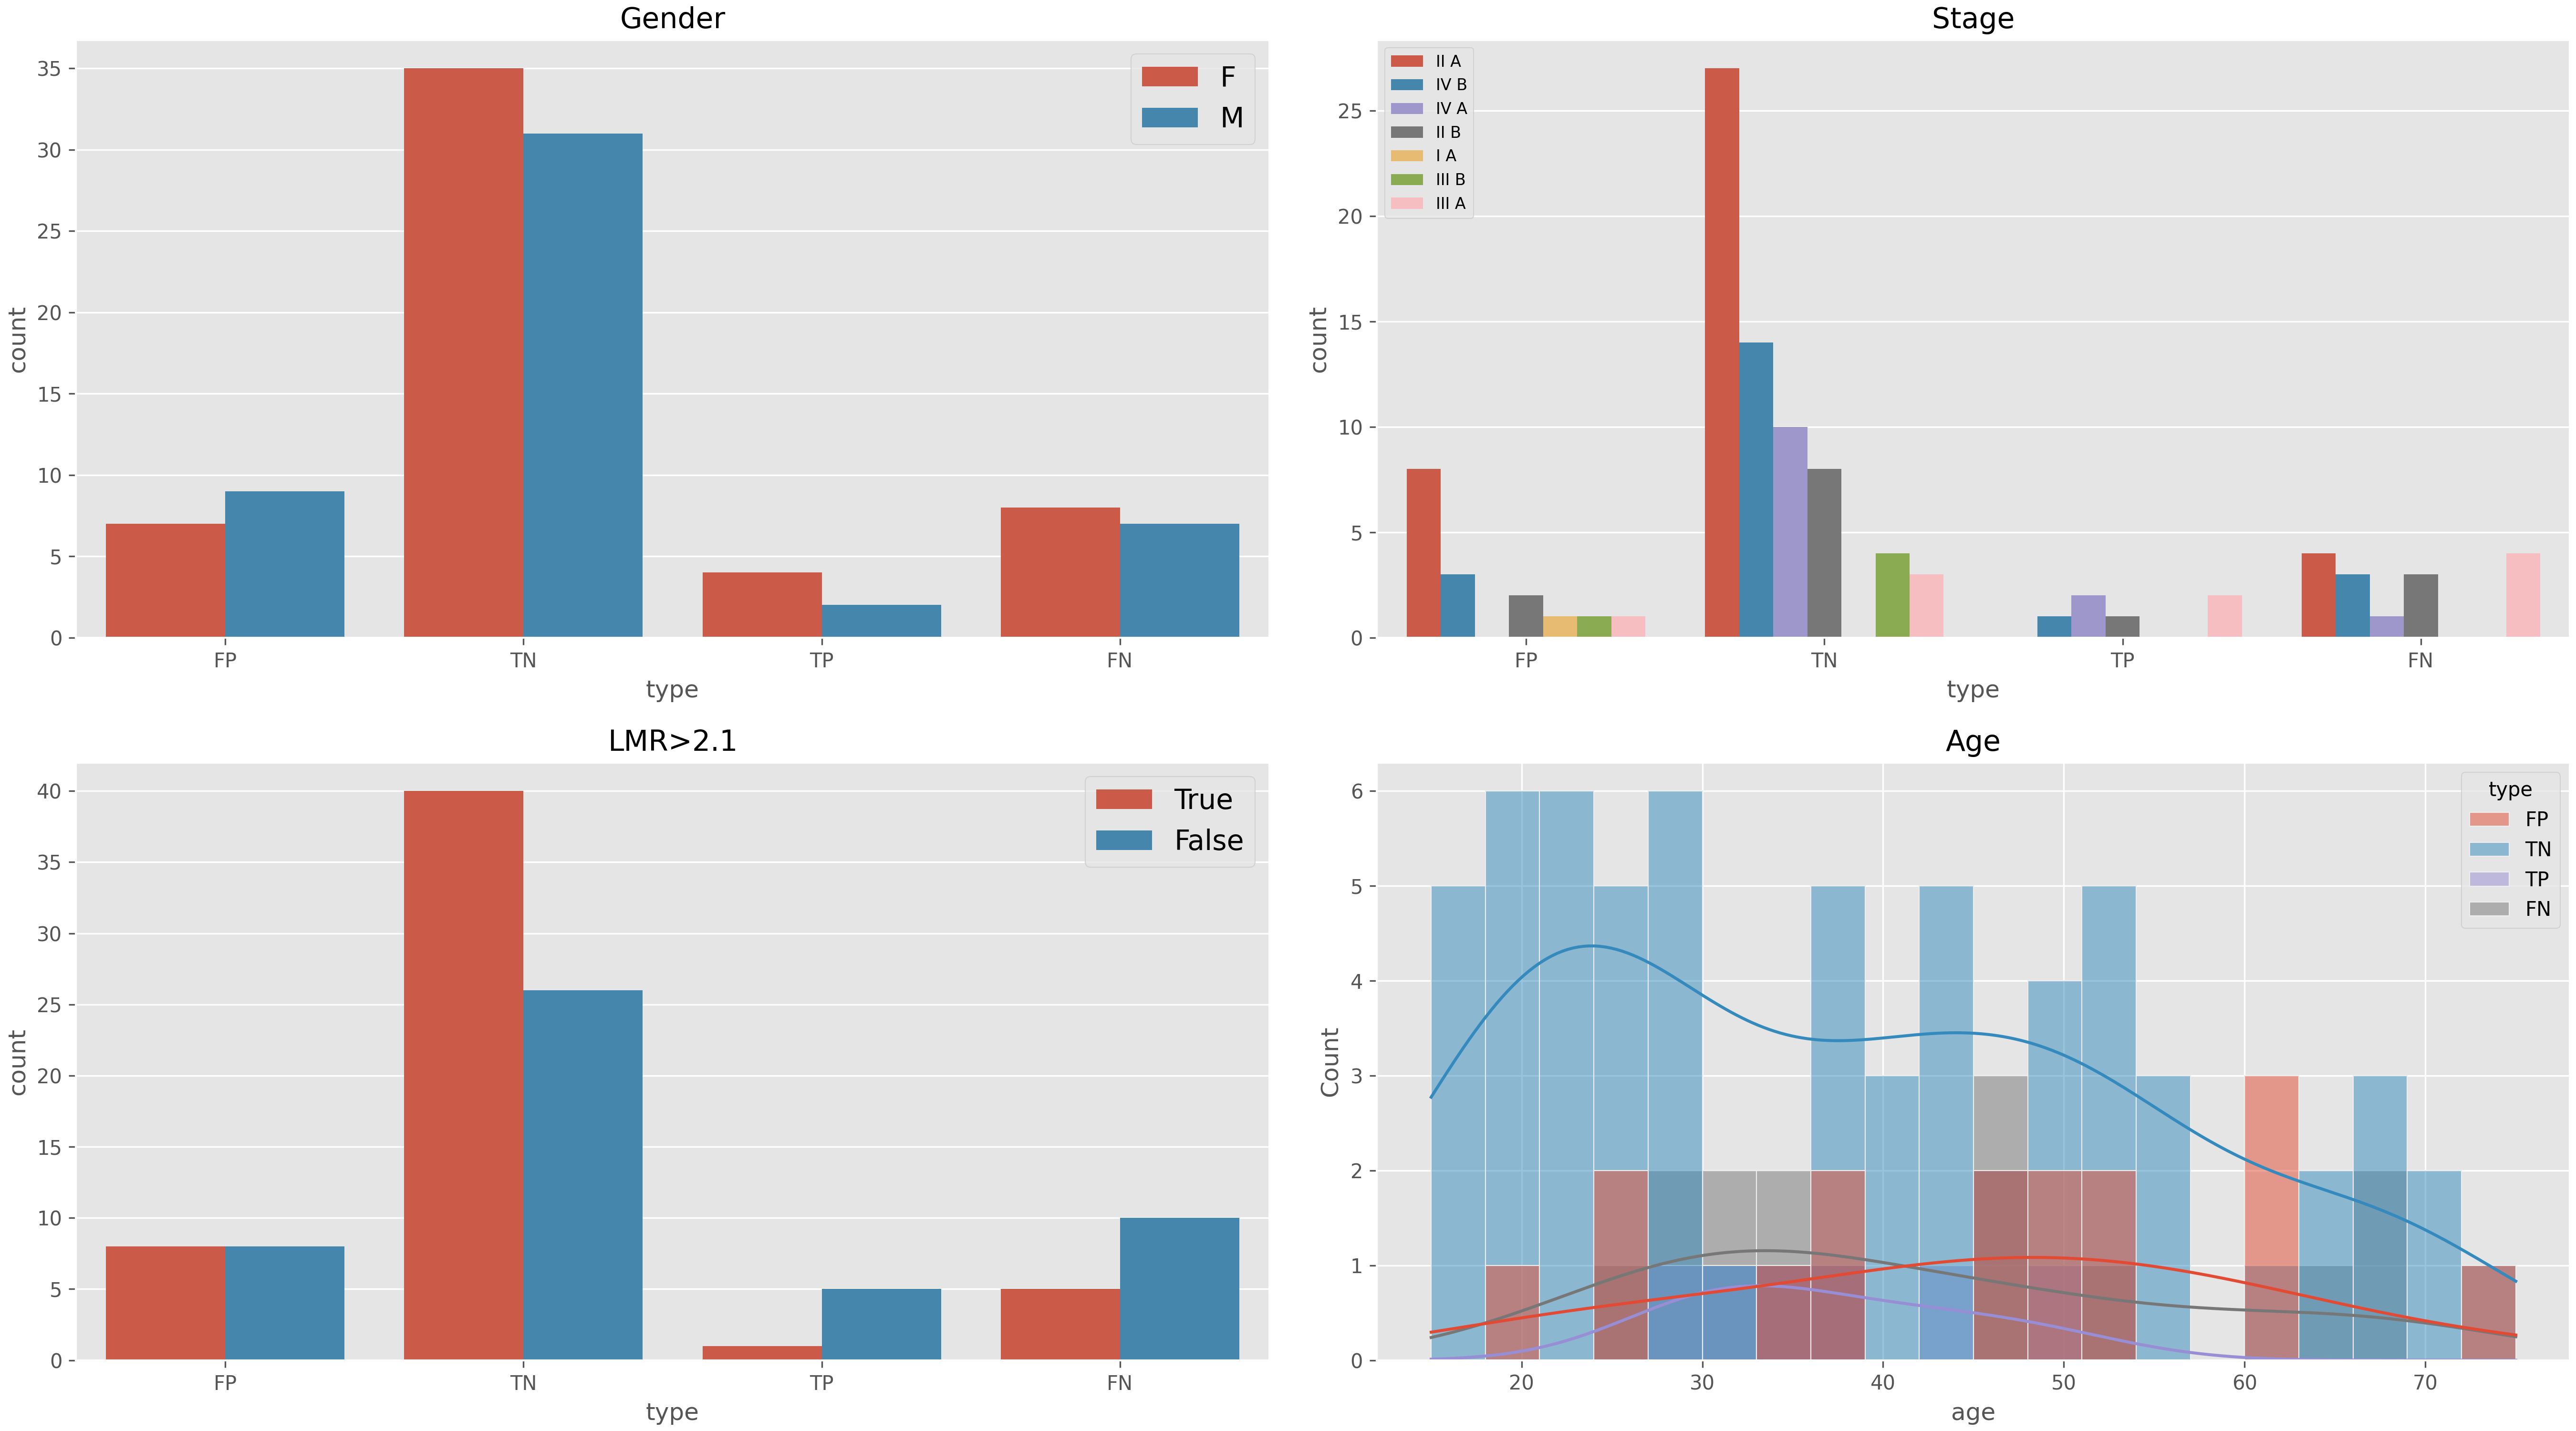 Gender
35
30
25
20
15
10
5
0
count
F
M
FP TN TP FN
type
Stage
25
20
15
10
5
0
count
II A
IV B
IV A
II B
I A
III B
III A
FP TN TP FN
type
LMR>2.1
40
35
30
25
20
15
10
5
0
count
True
False
FP TN TP FN
type
Age
6
5
4
3
2
1
0
Count
type
FP
TN
TP
FN
20 30 40 50 60 70
age